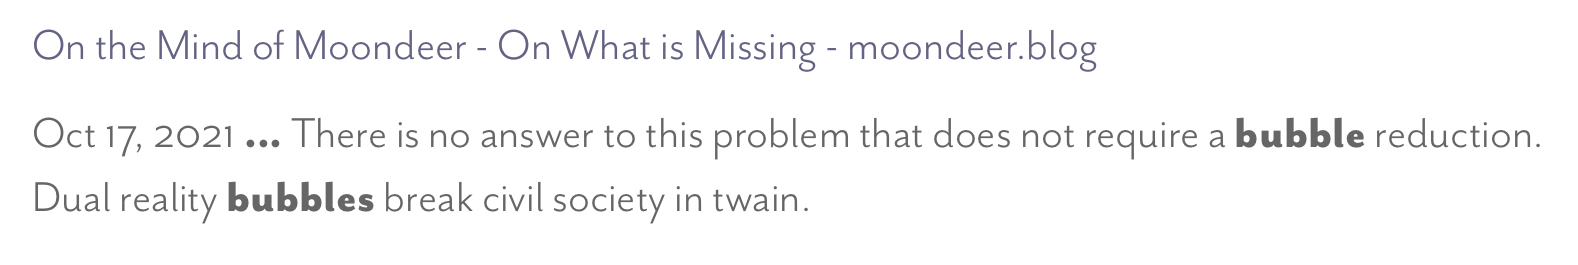 On the Mind of Moondeer - On What is Missing - moondeer.blog
Oct 17, 2021 ... There is no answer to this problem that does not require a bubble reduction.
Dual reality bubbles break civil society in twain.